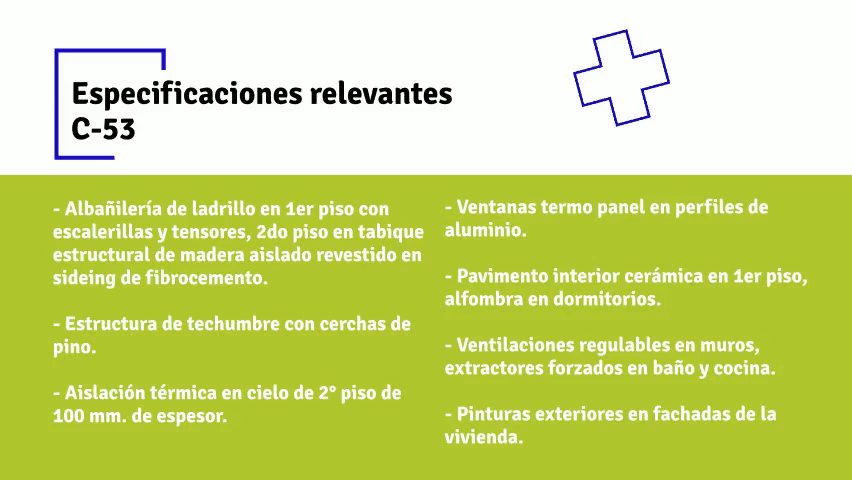 Especificaciones relevantes
C-53
- Albañilería de ladrillo en 1er piso con
escalerillas y tensores, 2do piso en tabique
estructural de madera aislado revestido en
sideing de fibrocemento.
- Estructura de techumbre con cerchas de
pino.
- Aislación térmica en cielo de 2° piso de
100 mm. de espesor.
- Ventanas termo panel en perfiles de
aluminio.
- Pavimento interior cerámica en 1er piso,
alfombra en dormitorios.
- Ventilaciones regulables en muros,
extractores forzados en baño y cocina.
- Pinturas exteriores en fachadas de la
vivienda.